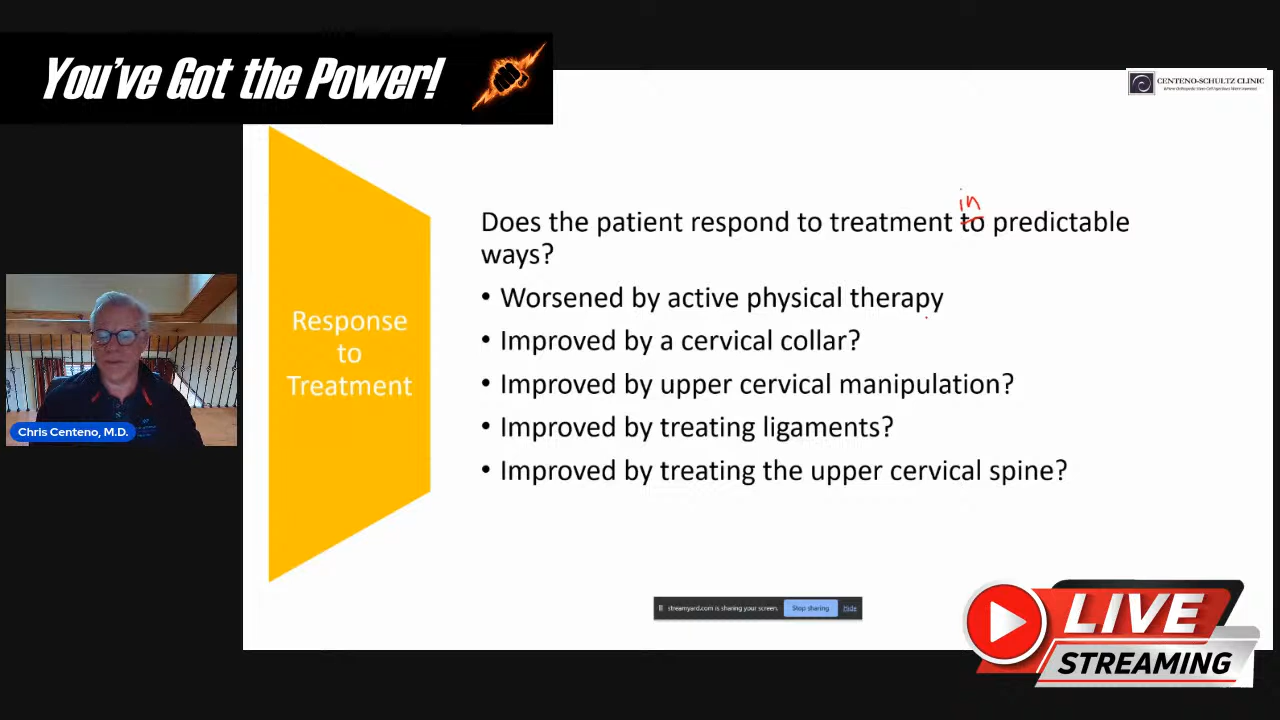 You've Got the Power!
CENTENO-SCHULTZ CLINIC
in
Does the patient respond to treatment to predictable
ways?
• Worsened by active physical therapy
• Improved by a cervical collar?
• Improved by upper cervical manipulation?
• Improved by treating ligaments?
• Improved by treating the upper cervical spine?
Response
to
Treatment
Chris Centeno, M.D.
streamyard.com is sharing your screen.
Stop sharing
Hide
LIVE
STREAMING